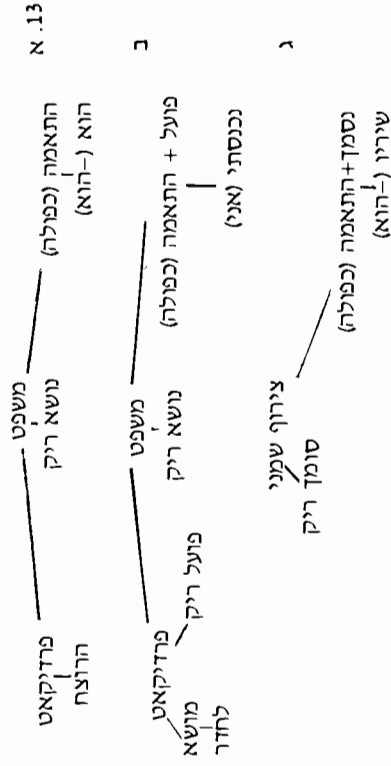 13. א
משפט
התאמה (כפולה) נושא ריק פרדיקאט
הוא (–הוא) הרוצח
ב
משפט
פועל + התאמה (כפולה) נושא ריק פרדיקאט
פועל ריק מושא
נכנסתי (אני) לחדר
ג
צירוף שמני
סומך ריק
נסמך+התאמה (כפולה)
שיריו (–הוא)